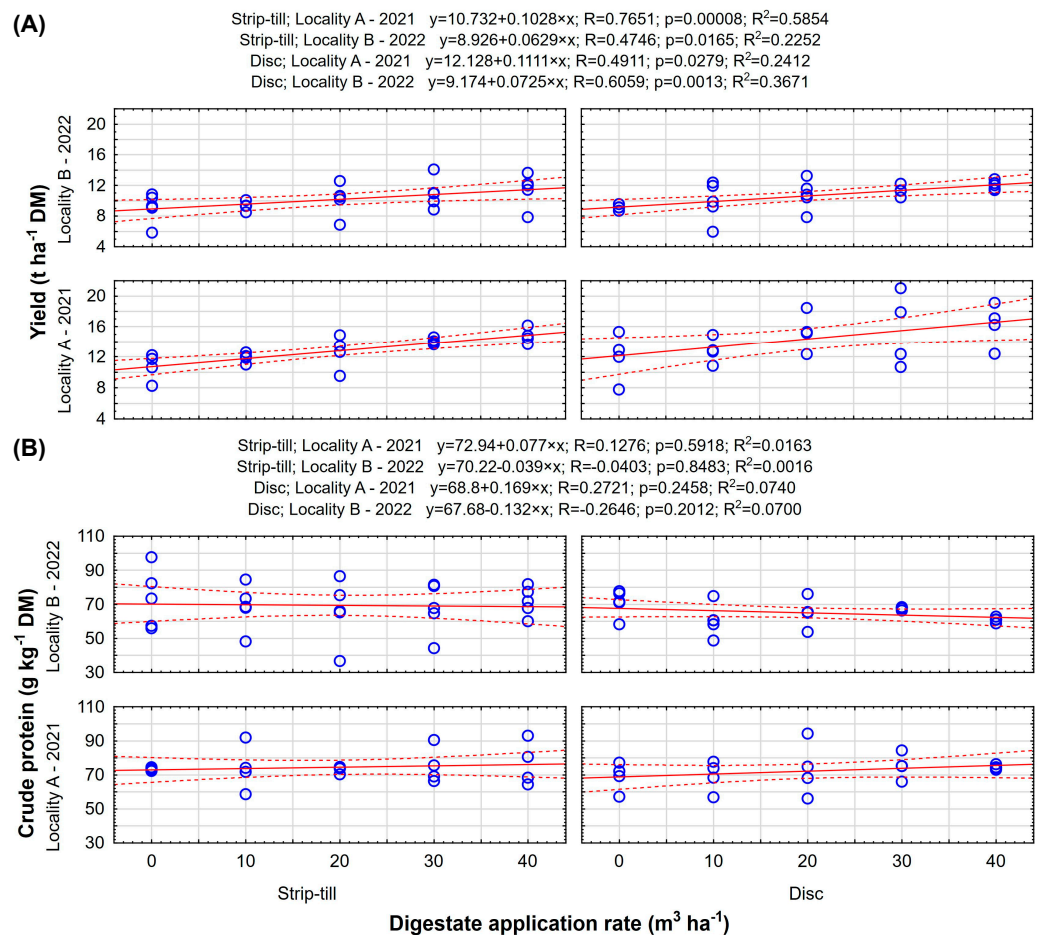 (A)
Strip-till; Locality A - 2021 y=10.732+0.1028×x; R=0.7651; p=0.00008; R²=0.5854
Strip-till; Locality B - 2022 y=8.926+0.0629×x; R=0.4746; p=0.0165; R²=0.2252
Disc; Locality A - 2021 y=12.128+0.1111×x; R=0.4911; p=0.0279; R²=0.2412
Disc; Locality B - 2022 y=9.174+0.0725×x; R=0.6059; p=0.0013; R²=0.3671
Yield (t ha⁻¹ DM)
Locality B - 2022
20
16
12
8
4
Locality A - 2021
20
16
12
8
4
(B)
Strip-till; Locality A - 2021 y=72.94+0.077×x; R=0.1276; p=0.5918; R²=0.0163
Strip-till; Locality B - 2022 y=70.22-0.039×x; R=-0.0403; p=0.8483; R²=0.0016
Disc; Locality A - 2021 y=68.8+0.169×x; R=0.2721; p=0.2458; R²=0.0740
Disc; Locality B - 2022 y=67.68-0.132×x; R=-0.2646; p=0.2012; R²=0.0700
Crude protein (g kg⁻¹ DM)
Locality B - 2022
110
90
70
50
30
Locality A - 2021
110
90
70
50
30
0 10 20 30 40 0 10 20 30 40
Strip-till Disc
Digestate application rate (m³ ha⁻¹)